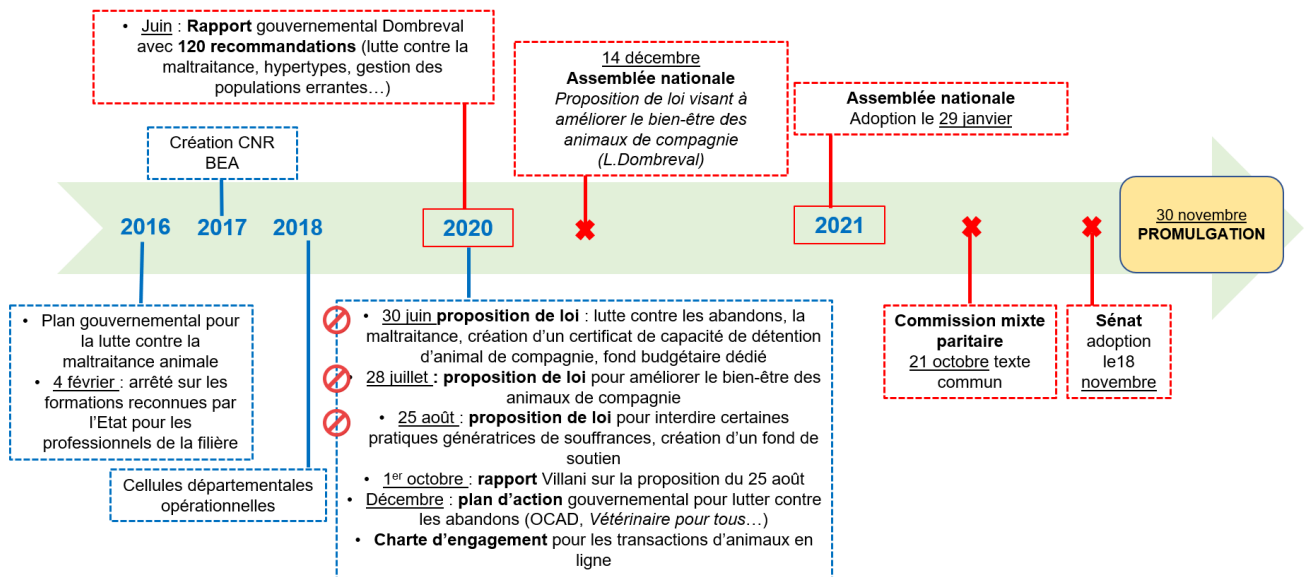 • Juin : Rapport gouvernemental Dombreval
avec 120 recommandations (lutte contre la
maltraitance, hypertypes, gestion des
populations errantes…)
14 décembre
Assemblée nationale
Proposition de loi visant à
améliorer le bien-être des
animaux de compagnie
(L.Dombreval)
Assemblée nationale
Adoption le 29 janvier
Création CNR
BEA
2016
2017
2018
2020
2021
30 novembre
PROMULGATION
• Plan gouvernemental pour
la lutte contre la
maltraitance animale
• 4 février : arrêté sur les
formations reconnues par
l'Etat pour les
professionnels de la filière
Cellules départementales
opérationnelles
• 30 juin proposition de loi : lutte contre les abandons, la
maltraitance, création d'un certificat de capacité de détention
d'animal de compagnie, fond budgétaire dédié
• 28 juillet : proposition de loi pour améliorer le bien-être des
animaux de compagnie
• 25 août : proposition de loi pour interdire certaines
pratiques génératrices de souffrances, création d'un fond de
soutien
• 1er octobre : rapport Villani sur la proposition du 25 août
• Décembre : plan d'action gouvernemental pour lutter contre
les abandons (OCAD, Vétérinaire pour tous…)
• Charte d'engagement pour les transactions d'animaux en
ligne
Commission mixte
paritaire
21 octobre texte
commun
Sénat
adoption
le18
novembre